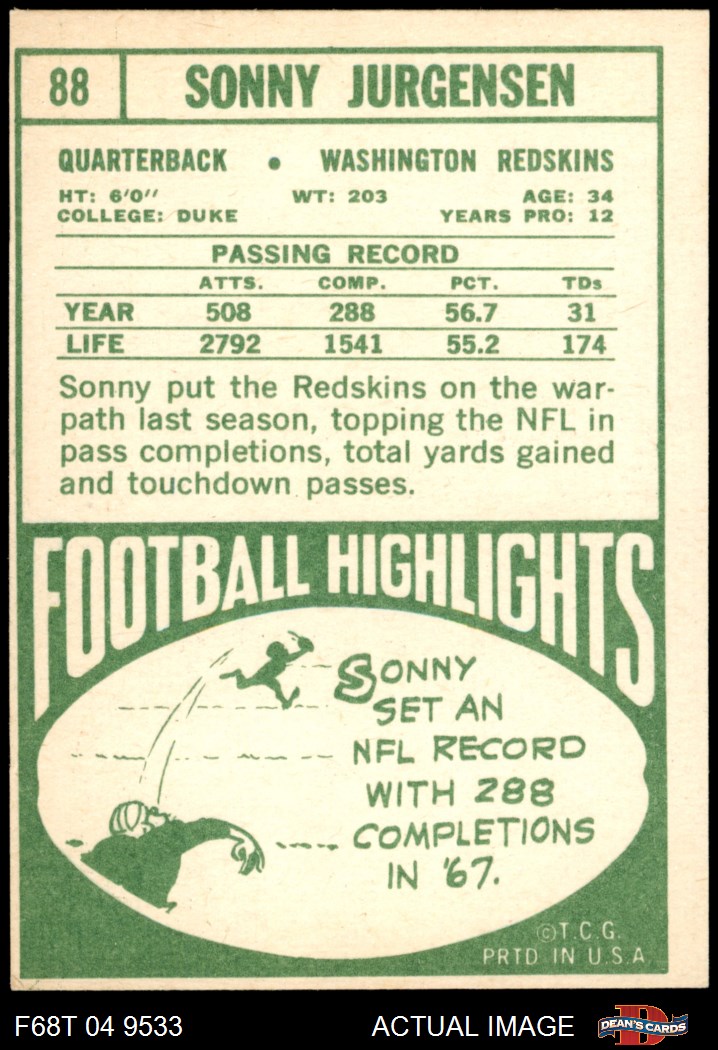 88 SONNY JURGENSEN
QUARTERBACK • WASHINGTON REDSKINS
HT: 6'0" WT: 203 AGE: 34
COLLEGE: DUKE YEARS PRO: 12
PASSING RECORD
ATTS. COMP. PCT. TDs
YEAR 508 288 56.7 31
LIFE 2792 1541 55.2 174
Sonny put the Redskins on the war-
path last season, topping the NFL in
pass completions, total yards gained
and touchdown passes.
FOOTBALL HIGHLIGHTS
SONNY
SET AN
NFL RECORD
WITH 288
COMPLETIONS
IN '67.
©T.C.G.
PRTD IN U.S.A
F68T 04 9533 ACTUAL IMAGE D DEAN'S CARDS